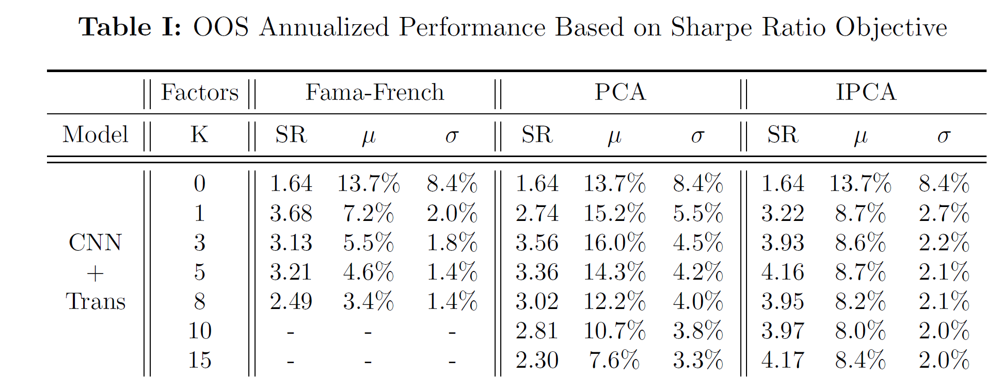 Table I: OOS Annualized Performance Based on Sharpe Ratio Objective
Factors Fama-French PCA IPCA
Model K SR μ σ SR μ σ SR μ σ
0 1.64 13.7% 8.4% 1.64 13.7% 8.4% 1.64 13.7% 8.4%
1 3.68 7.2% 2.0% 2.74 15.2% 5.5% 3.22 8.7% 2.7%
CNN 3 3.13 5.5% 1.8% 3.56 16.0% 4.5% 3.93 8.6% 2.2%
+ 5 3.21 4.6% 1.4% 3.36 14.3% 4.2% 4.16 8.7% 2.1%
Trans 8 2.49 3.4% 1.4% 3.02 12.2% 4.0% 3.95 8.2% 2.1%
10 - - - 2.81 10.7% 3.8% 3.97 8.0% 2.0%
15 - - - 2.30 7.6% 3.3% 4.17 8.4% 2.0%